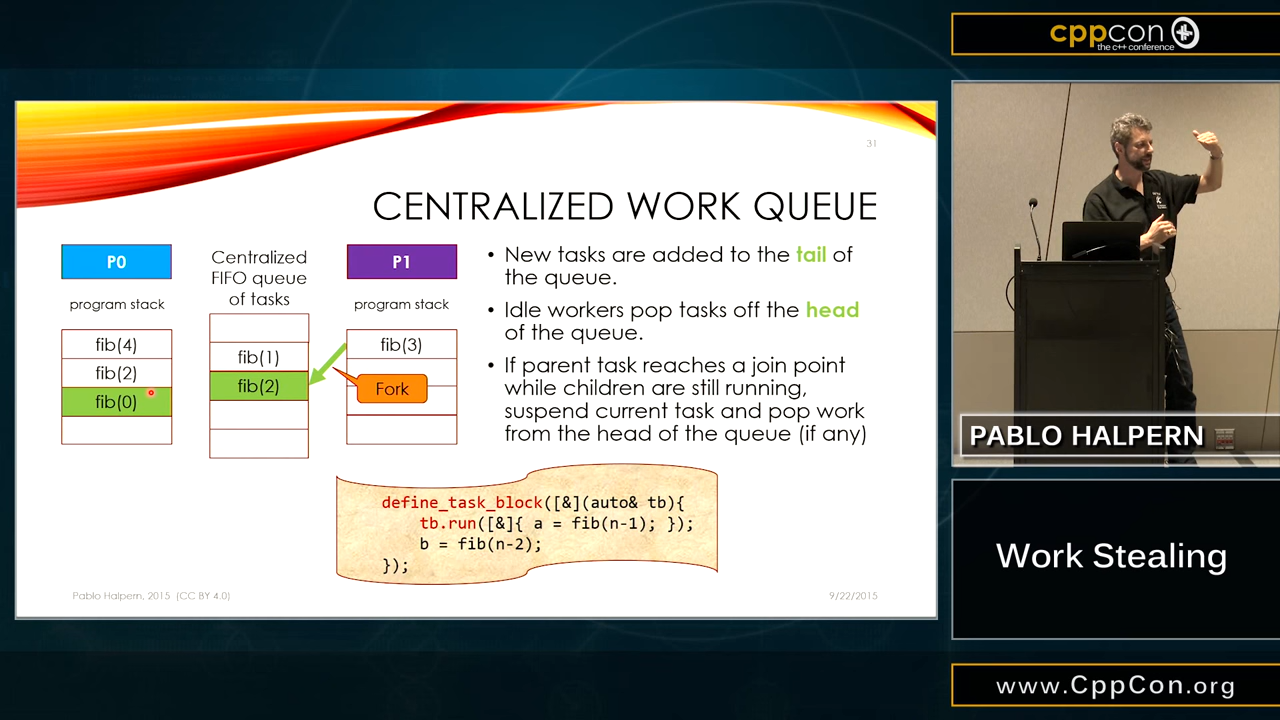 cppcon
the c++ conference
31
CENTRALIZED WORK QUEUE
P0
program stack
fib(4)
fib(2)
fib(0)
Centralized
FIFO queue
of tasks
fib(1)
fib(2)
P1
program stack
fib(3)
Fork
• New tasks are added to the tail of
the queue.
• Idle workers pop tasks off the head
of the queue.
• If parent task reaches a join point
while children are still running,
suspend current task and pop work
from the head of the queue (if any)
define_task_block([&](auto& tb){
tb.run([&]{ a = fib(n-1); });
b = fib(n-2);
});
Pablo Halpern, 2015 (CC BY 4.0)
9/22/2015
PABLO HALPERN
Work Stealing
www.CppCon.org